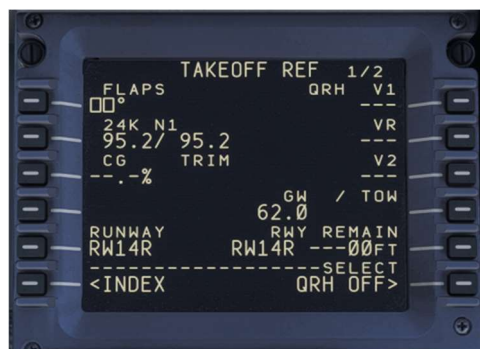 TAKEOFF REF 1/2
FLAPS QRH V1
□□° ---
24K N1 VR
95.2/ 95.2 ---
CG TRIM V2
--.-% ---
GW / TOW
62.0
RUNWAY RWY REMAIN
RW14R RW14R ---00FT
--------------------SELECT
<INDEX QRH OFF>